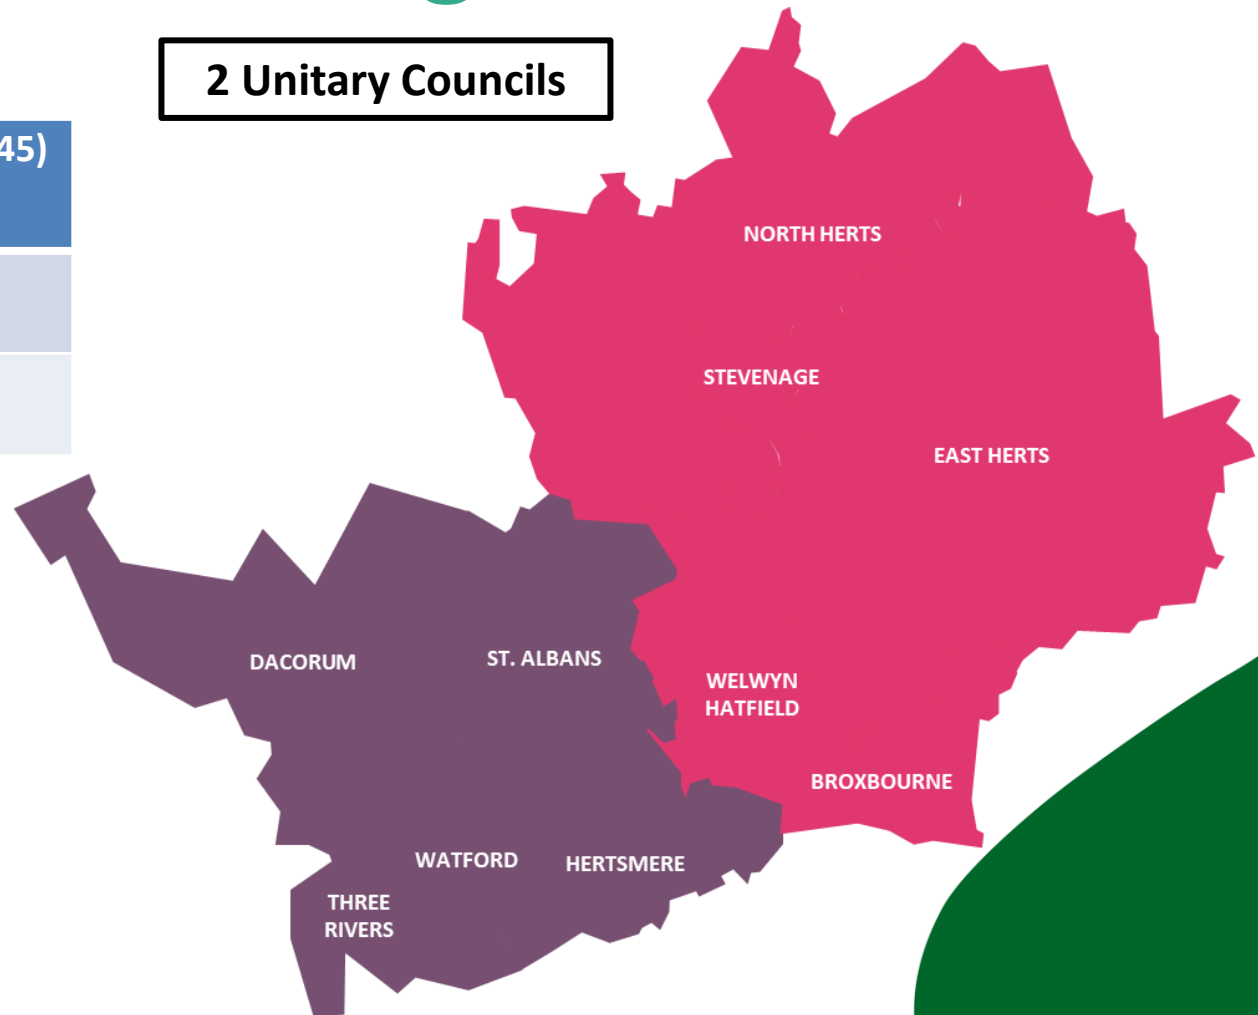 2 Unitary Councils
45)
NORTH HERTS
STEVENAGE
EAST HERTS
DACORUM
ST. ALBANS
WELWYN
HATFIELD
BROXBOURNE
WATFORD
HERTSMERE
THREE
RIVERS